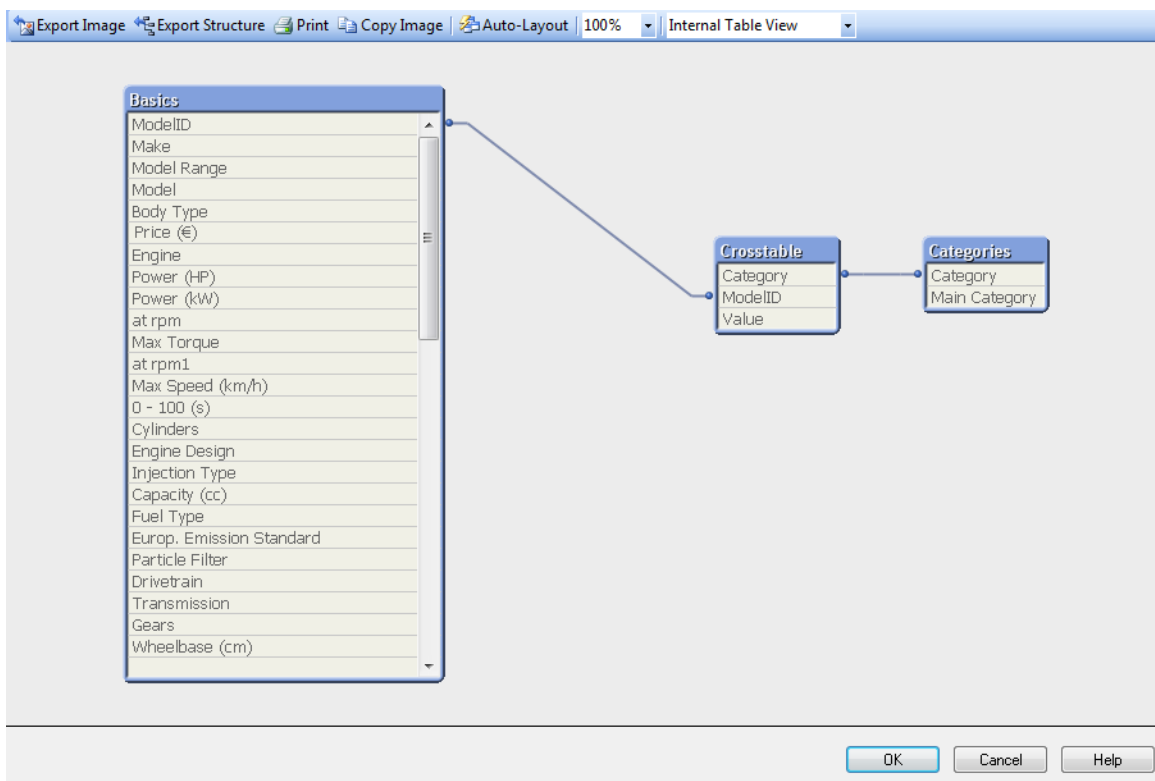 Export Image Export Structure Print Copy Image Auto-Layout 100% Internal Table View
Basics
ModelID
Make
Model Range
Model
Body Type
Price (€)
Engine
Power (HP)
Power (kW)
at rpm
Max Torque
at rpm1
Max Speed (km/h)
0 - 100 (s)
Cylinders
Engine Design
Injection Type
Capacity (cc)
Fuel Type
Europ. Emission Standard
Particle Filter
Drivetrain
Transmission
Gears
Wheelbase (cm)
Crosstable
Category
ModelID
Value
Categories
Category
Main Category
OK Cancel Help